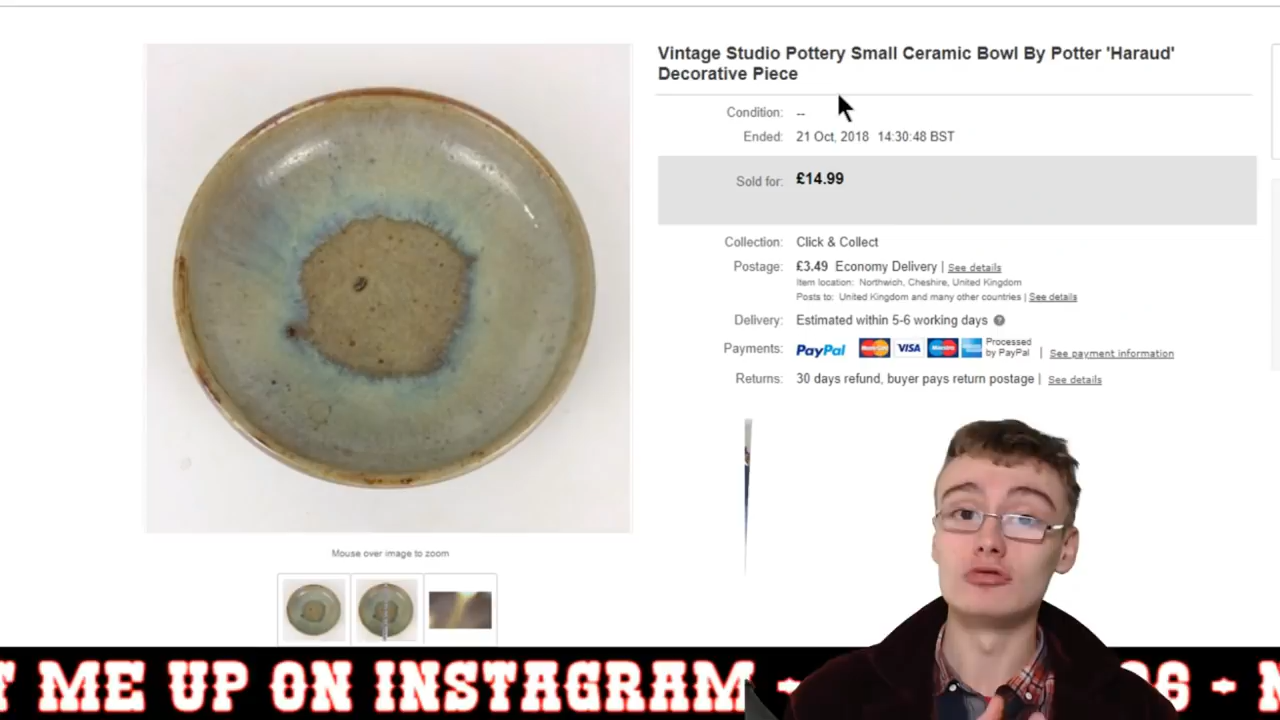 Vintage Studio Pottery Small Ceramic Bowl By Potter 'Haraud'
Decorative Piece
Condition: --
Ended: 21 Oct, 2018 14:30:48 BST
Sold for: £14.99
Collection: Click & Collect
Postage: £3.49 Economy Delivery | See details
Item location: Northwich, Cheshire, United Kingdom
Posts to: United Kingdom and many other countries | See details
Delivery: Estimated within 5-6 working days ?
Payments: PayPal VISA Processed
by PayPal | See payment information
Returns: 30 days refund, buyer pays return postage | See details
Mouse over image to zoom
ME UP ON INSTAGRAM -